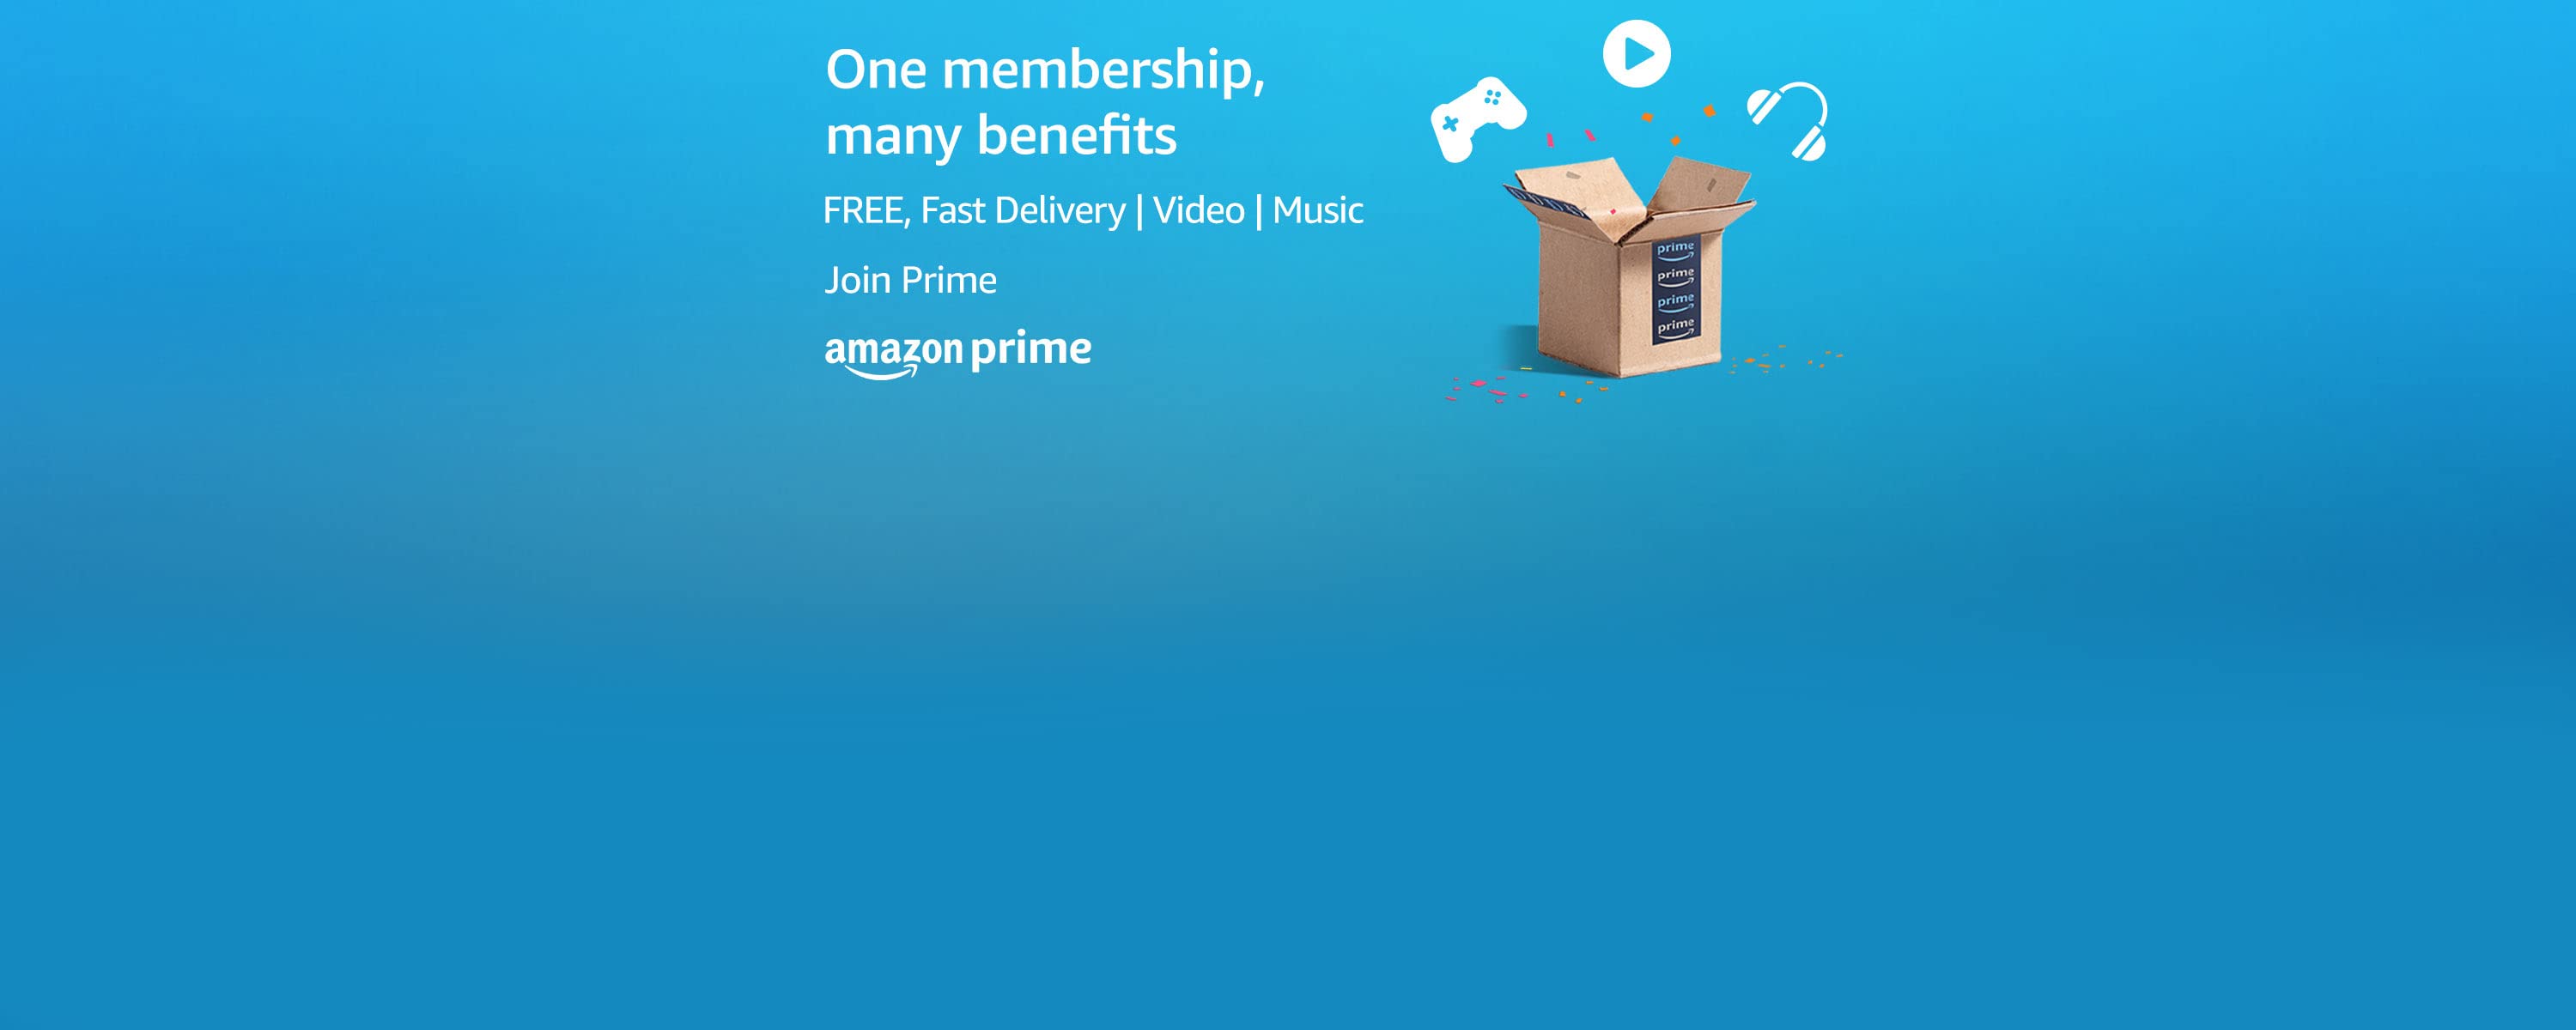 One membership,
many benefits
FREE, Fast Delivery | Video | Music
Join Prime
amazon prime
prime
prime
prime
prime